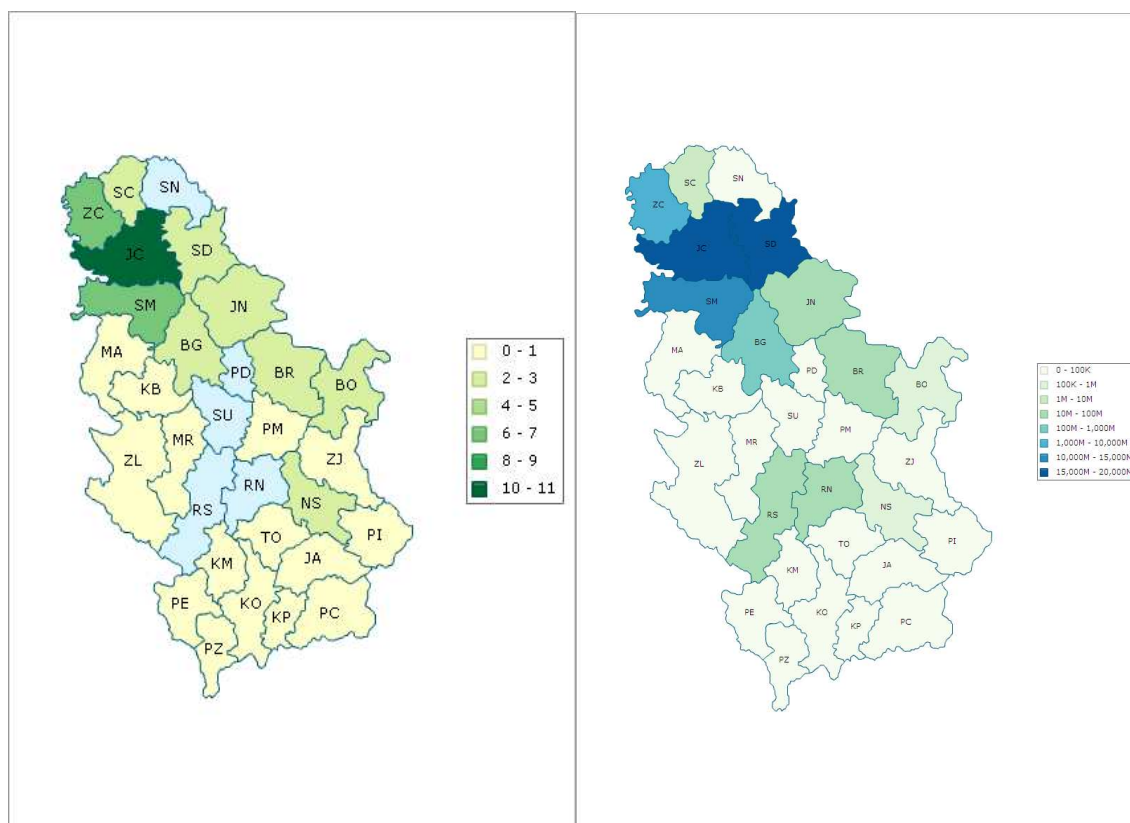 SC
SN
ZC
JC
SD
SM
JN
MA
BG
KB
PD
BR
BO
SU
MR
PM
ZL
ZJ
RS
RN
NS
TO
PI
KM
JA
PE
KO
KP
PC
PZ
0 - 1
2 - 3
4 - 5
6 - 7
8 - 9
10 - 11
SC
SN
ZC
JC
SD
SM
JN
MA
BG
KB
PD
BR
BO
SU
MR
PM
ZL
ZJ
RS
RN
NS
TO
PI
KM
JA
PE
KO
KP
PC
PZ
0 - 100K
100K - 1M
1M - 10M
10M - 100M
100M - 1,000M
1,000M - 10,000M
10,000M - 15,000M
15,000M - 20,000M